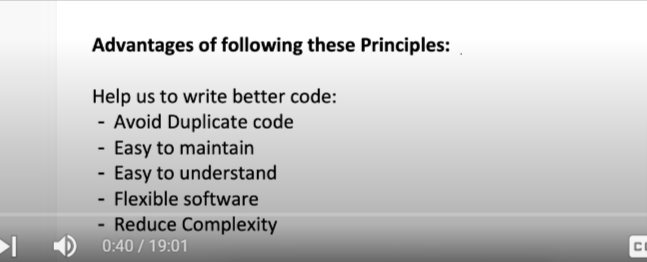 Advantages of following these Principles:
Help us to write better code:
- Avoid Duplicate code
- Easy to maintain
- Easy to understand
- Flexible software
- Reduce Complexity
0:40 / 19:01